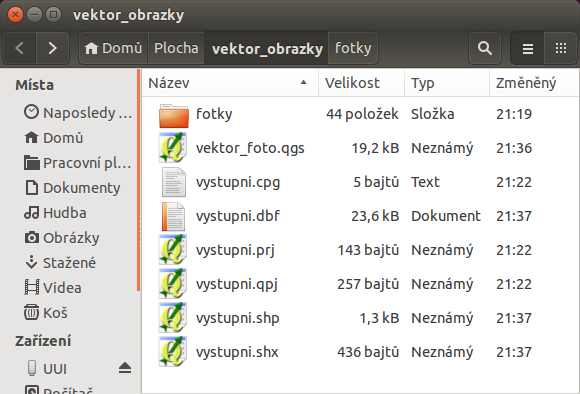 vektor_obrazky
Domů Plocha vektor_obrazky fotky
Místa
Naposledy ...
Domů
Pracovní pl...
Dokumenty
Hudba
Obrázky
Stažené
Videa
Koš
Zařízení
UUI
Počítač
Název Velikost Typ Změněný
fotky 44 položek Složka 21:19
vektor_foto.qgs 19,2 kB Neznámý 21:36
vystupni.cpg 5 bajtů Text 21:22
vystupni.dbf 23,6 kB Dokument 21:37
vystupni.prj 143 bajtů Neznámý 21:22
vystupni.qpj 257 bajtů Neznámý 21:22
vystupni.shp 1,3 kB Neznámý 21:37
vystupni.shx 436 bajtů Neznámý 21:37